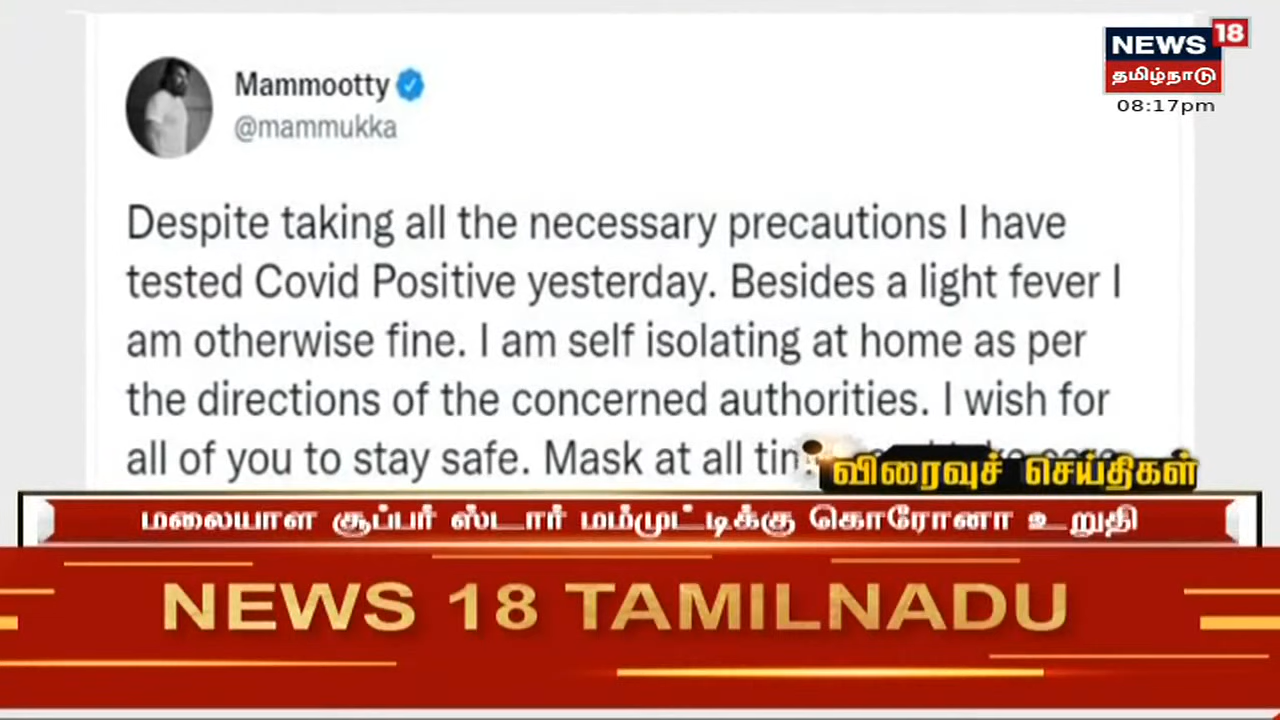 Mammootty
@mammukka
NEWS 18
தமிழ்நாடு
08:17pm
Despite taking all the necessary precautions I have
tested Covid Positive yesterday. Besides a light fever I
am otherwise fine. I am self isolating at home as per
the directions of the concerned authorities. I wish for
all of you to stay safe. Mask at all
விரைவுச் செய்திகள்
மலையாள சூப்பர் ஸ்டார் மம்முட்டிக்கு கொரோனா உறுதி
NEWS 18 TAMILNADU